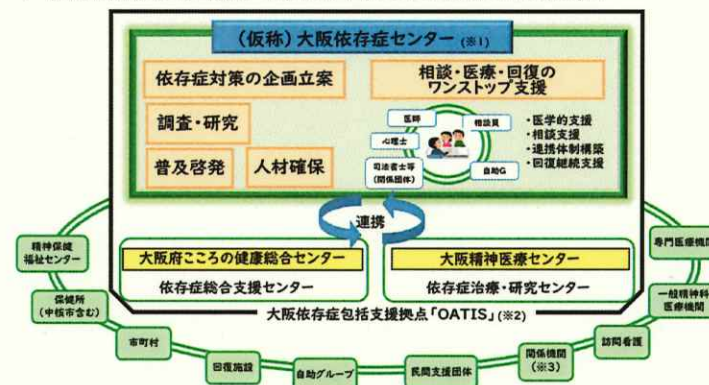 (仮称)大阪依存症センター(※1)
依存症対策の企画立案
相談・医療・回復の
ワンストップ支援
調査・研究
普及啓発
人材確保
医師
相談員
心理士
司法書士等
(関係団体)
自助G
・医学的支援
・相談支援
・連携体制構築
・回復継続支援
連携
大阪府こころの健康総合センター
依存症総合支援センター
大阪精神医療センター
依存症治療・研究センター
大阪依存症包括支援拠点「OATIS」(※2)
精神保健
福祉センター
保健所
(中核市含む)
市町村
回復施設
自助グループ
民間支援団体
関係機関
(※3)
訪問看護
一般精神科
医療機関
専門医療機関